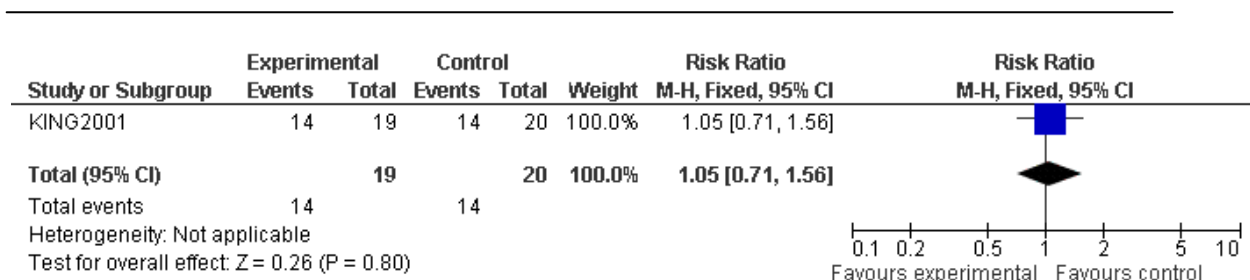 Experimental Control Risk Ratio Risk Ratio
Study or Subgroup Events Total Events Total Weight M-H, Fixed, 95% CI M-H, Fixed, 95% CI
KING2001 14 19 14 20 100.0% 1.05 [0.71, 1.56]
Total (95% CI) 19 20 100.0% 1.05 [0.71, 1.56]
Total events 14 14
Heterogeneity: Not applicable
Test for overall effect: Z = 0.26 (P = 0.80)
0.1 0.2 0.5 1 2 5 10
Favours experimental Favours control